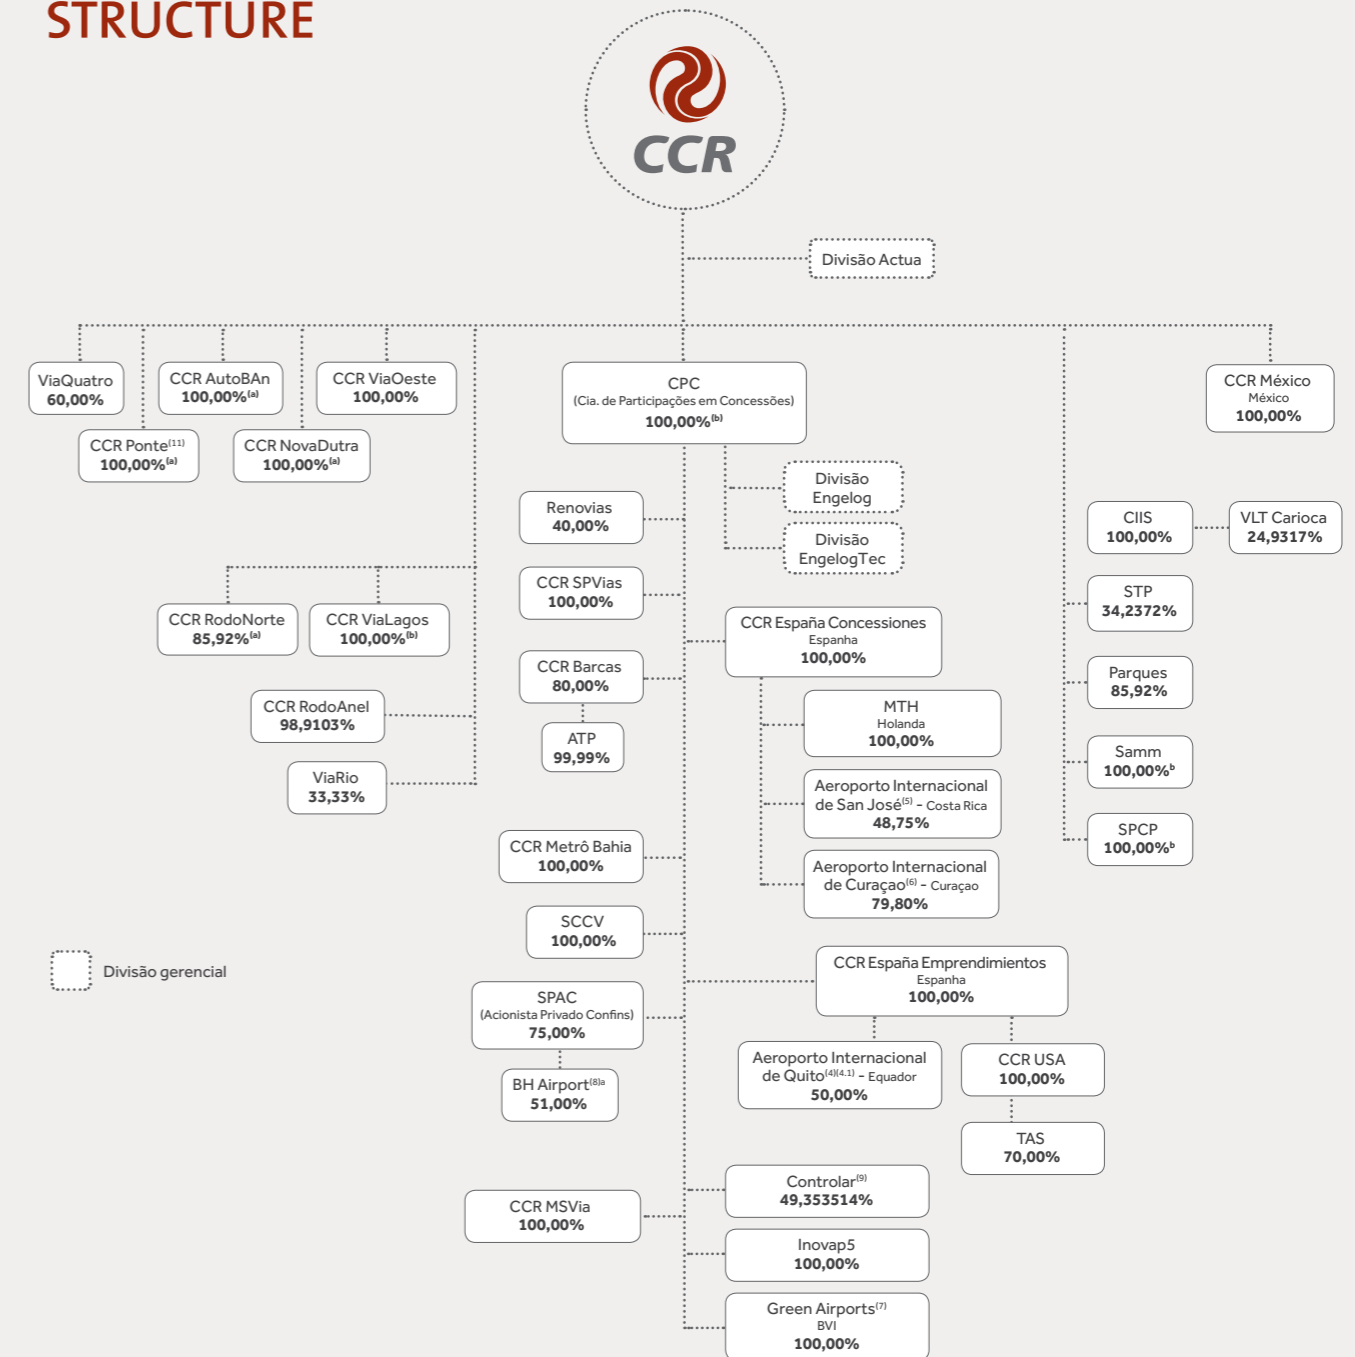 STRUCTURE
CCR
Divisão Actua
ViaQuatro
60,00%
CCR AutoBAn
100,00%(a)
CCR ViaOeste
100,00%
CCR Ponte(11)
100,00%(a)
CCR NovaDutra
100,00%(a)
CPC
(Cia. de Participações em Concessões)
100,00%(b)
CCR México
México
100,00%
Divisão
Engelog
Divisão
EngelogTec
Renovias
40,00%
CCR SPVias
100,00%
CCR Barcas
80,00%
ATP
99,99%
CIIS
100,00%
VLT Carioca
24,9317%
STP
34,2372%
Parques
85,92%
Samm
100,00%b
SPCP
100,00%b
CCR RodoNorte
85,92%(a)
CCR ViaLagos
100,00%(b)
CCR RodoAnel
98,9103%
ViaRio
33,33%
CCR España Concessiones
Espanha
100,00%
MTH
Holanda
100,00%
Aeroporto Internacional
de San José(5) - Costa Rica
48,75%
Aeroporto Internacional
de Curaçao(6) - Curaçao
79,80%
CCR Metrô Bahia
100,00%
SCCV
100,00%
SPAC
(Acionista Privado Confins)
75,00%
BH Airport(8)a
51,00%
Divisão gerencial
CCR España Emprendimientos
Espanha
100,00%
Aeroporto Internacional
de Quito(4)(4.1) - Equador
50,00%
CCR USA
100,00%
TAS
70,00%
CCR MSVia
100,00%
Controlar(9)
49,353514%
Inovap5
100,00%
Green Airports(7)
BVI
100,00%